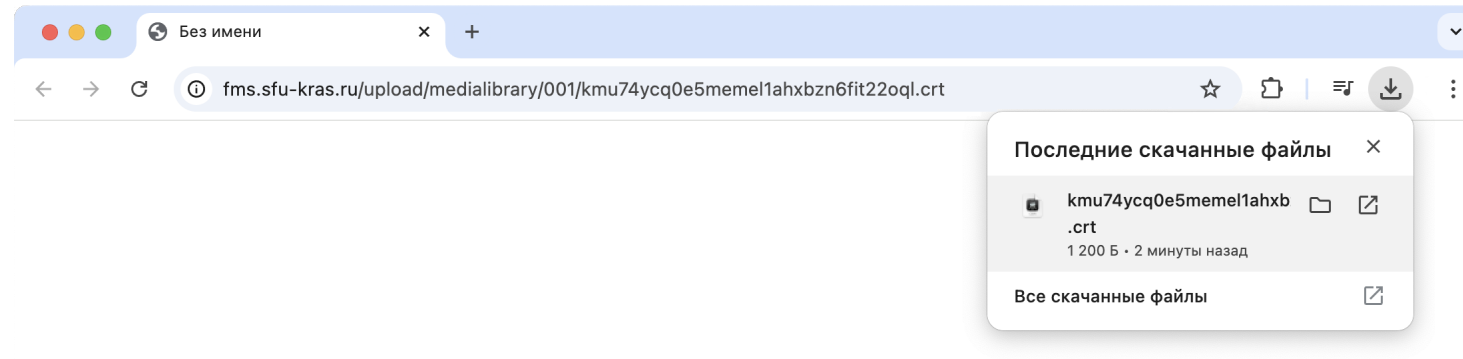 Без имени
fms.sfu-kras.ru/upload/medialibrary/001/kmu74ycq0e5memel1ahxbzn6fit22oql.crt
Последние скачанные файлы
kmu74ycq0e5memel1ahxb
.crt
1 200 Б • 2 минуты назад
Все скачанные файлы